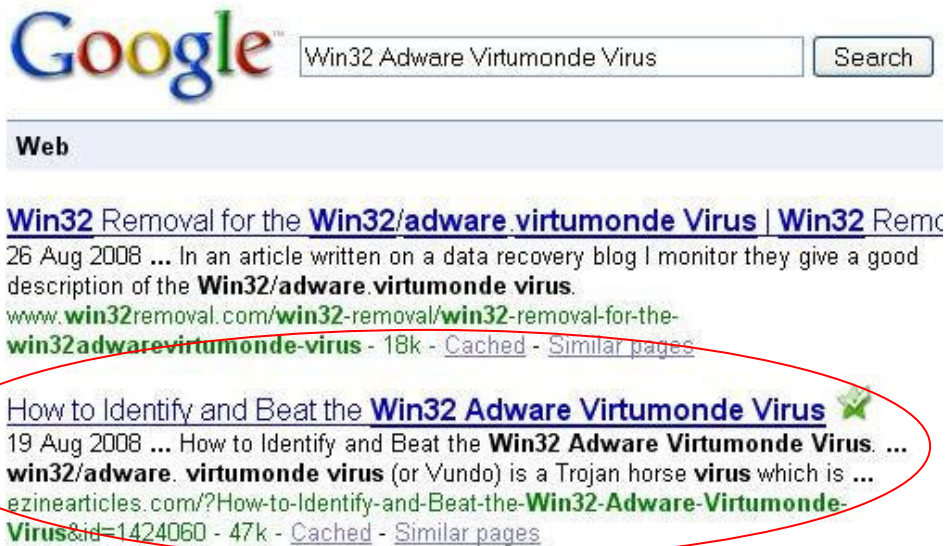 Google™ Win32 Adware Virtumonde Virus Search
Web
Win32 Removal for the Win32/adware.virtumonde Virus | Win32 Remo
26 Aug 2008 ... In an article written on a data recovery blog I monitor they give a good
description of the Win32/adware.virtumonde virus.
www.win32removal.com/win32-removal/win32-removal-for-the-
win32adwarevirtumonde-virus - 18k - Cached - Similar pages
How to Identify and Beat the Win32 Adware Virtumonde Virus
19 Aug 2008 ... How to Identify and Beat the Win32 Adware Virtumonde Virus. ...
win32/adware. virtumonde virus (or Vundo) is a Trojan horse virus which is ...
ezinearticles.com/?How-to-Identify-and-Beat-the-Win32-Adware-Virtumonde-
Virus&id=1424060 - 47k - Cached - Similar pages